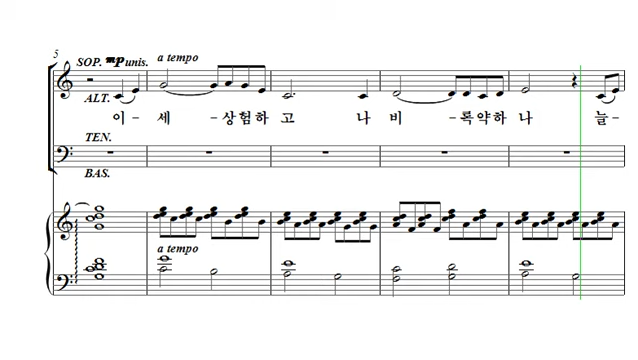 5
SOP. mp unis. a tempo
ALT.
이 - 세 - 상험하 고 나 비 - 록약하 나 늘 -
TEN.
BAS.
a tempo